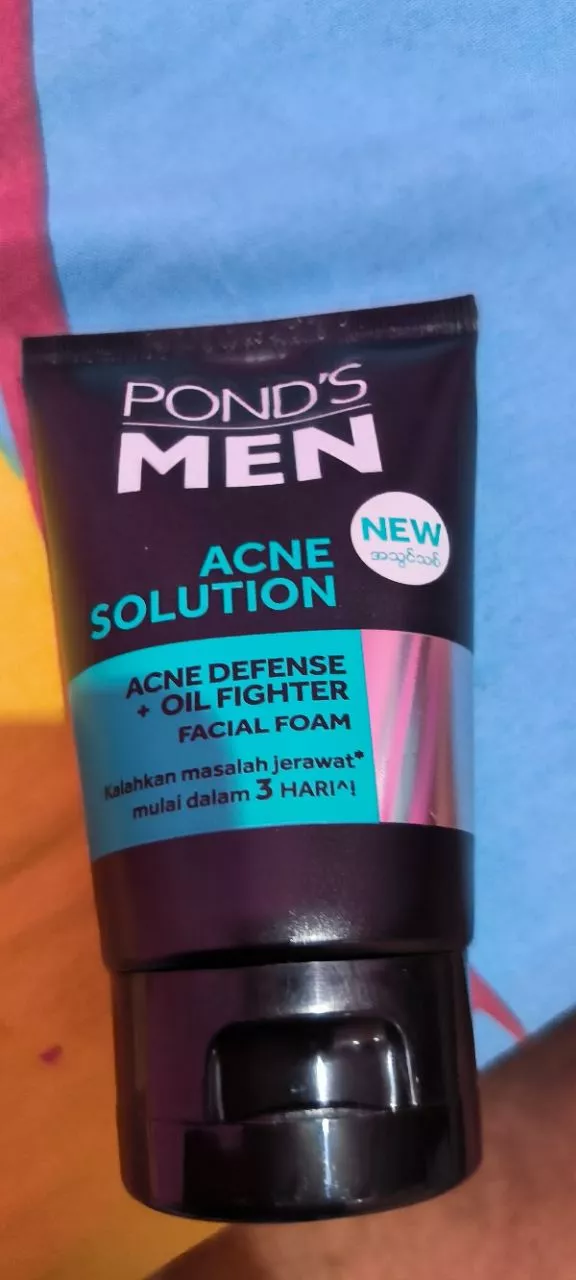 POND'S
MEN
NEW
အသွင်သစ်
ACNE
SOLUTION
ACNE DEFENSE
+ OIL FIGHTER
FACIAL FOAM
Kalahkan masalah jerawat*
mulai dalam 3 HARI^!